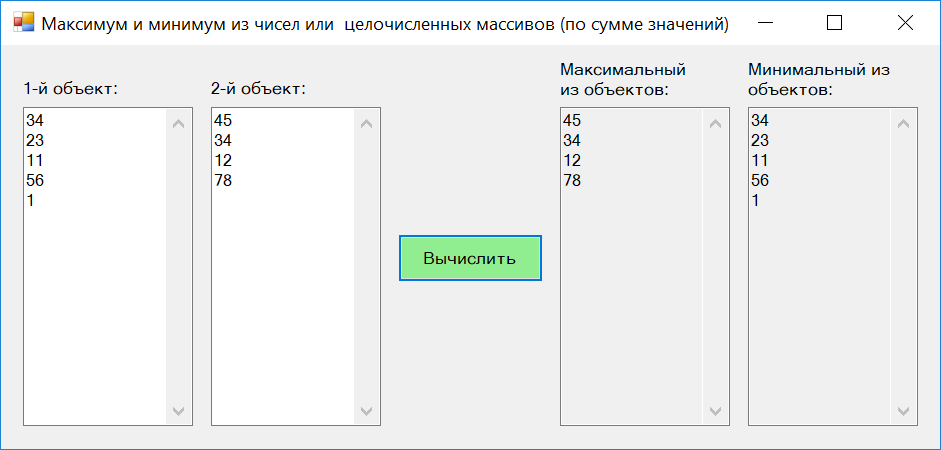 Максимум и минимум из чисел или  целочисленных массивов (по сумме значений)
1-й объект:
34
23
11
56
1
2-й объект:
45
34
12
78
Вычислить
Максимальный
из объектов:
45
34
12
78
Минимальный из
объектов:
34
23
11
56
1